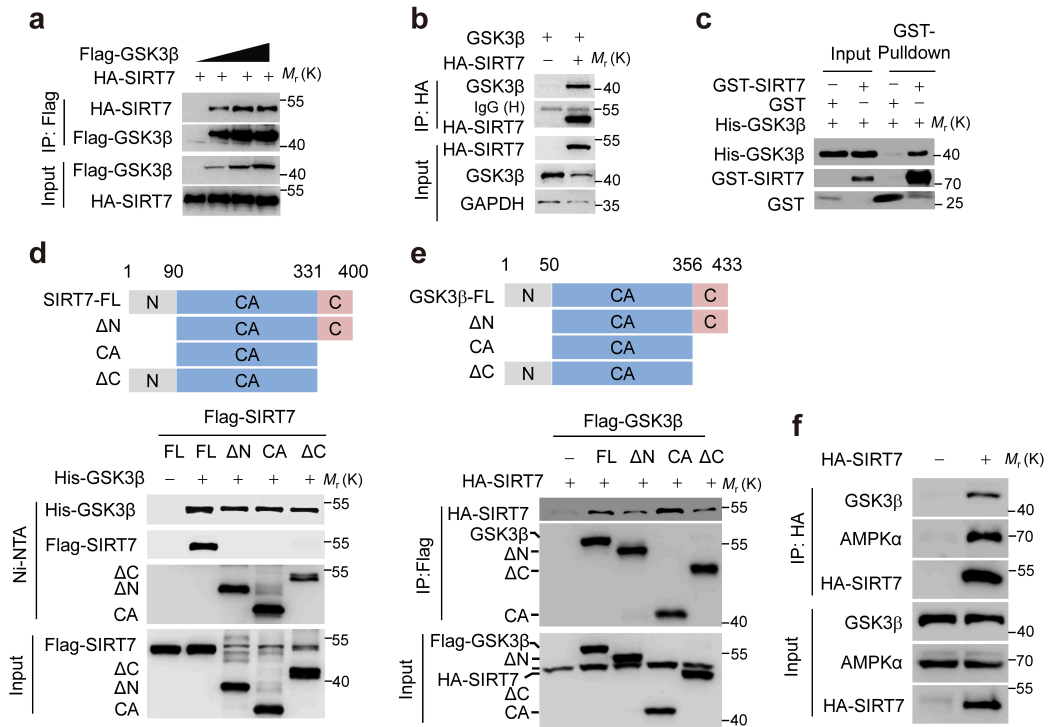 a
Flag-GSK3β
HA-SIRT7 + + + + Mr (K)
IP: Flag
HA-SIRT7 55
Flag-GSK3β 40
Input
Flag-GSK3β 40
HA-SIRT7 55
b
GSK3β + +
HA-SIRT7 − + Mr (K)
IP: HA
GSK3β 40
IgG (H) 55
HA-SIRT7
Input
HA-SIRT7 55
GSK3β 40
GAPDH 35
c
GST-
Input Pulldown
GST-SIRT7 − + − +
GST + − + −
His-GSK3β + + + + Mr (K)
His-GSK3β 40
GST-SIRT7 70
GST 25
d
1 90 331 400
SIRT7-FL N CA C
ΔN CA C
CA CA
ΔC N CA
Flag-SIRT7
FL FL ΔN CA ΔC
His-GSK3β − + + + + Mr (K)
Ni-NTA
His-GSK3β 55
Flag-SIRT7 55
ΔC 55
ΔN
CA
Input
Flag-SIRT7 55
ΔC
ΔN 40
CA
e
1 50 356 433
GSK3β-FL N CA C
ΔN CA C
CA CA
ΔC N CA
Flag-GSK3β
− FL ΔN CA ΔC
HA-SIRT7 + + + + + Mr (K)
IP:Flag
HA-SIRT7 55
GSK3β 55
ΔN
ΔC
CA 40
Input
Flag-GSK3β
ΔN 55
HA-SIRT7
ΔC
CA 40
f
HA-SIRT7 − + Mr (K)
IP: HA
GSK3β 40
AMPKα 70
HA-SIRT7 55
Input
GSK3β 40
AMPKα 70
HA-SIRT7 55